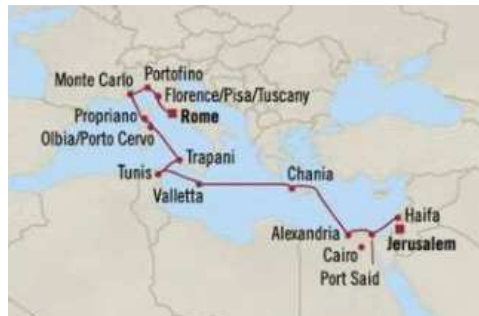 Monte Carlo
Portofino
Florence/Pisa/Tuscany
Propriano
Rome
Olbia/Porto Cervo
Trapani
Tunis
Valletta
Chania
Haifa
Alexandria
Jerusalem
Cairo
Port Said